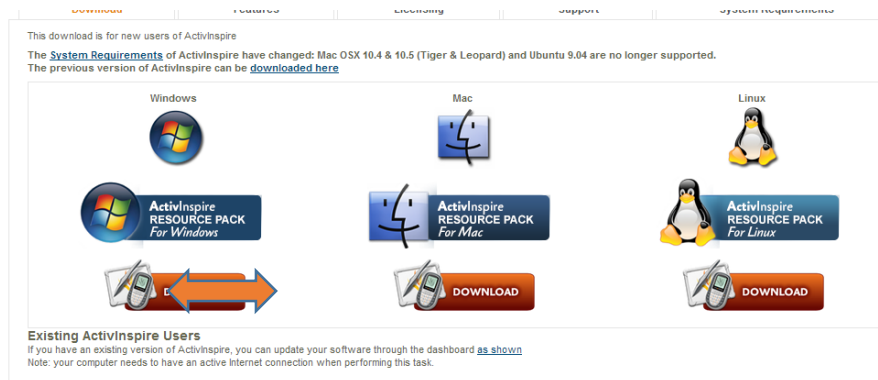 Download Features Licensing Support System Requirements
This download is for new users of ActivInspire
The System Requirements of ActivInspire have changed: Mac OSX 10.4 & 10.5 (Tiger & Leopard) and Ubuntu 9.04 are no longer supported.
The previous version of ActivInspire can be downloaded here
Windows Mac Linux
ActivInspire ActivInspire ActivInspire
RESOURCE PACK RESOURCE PACK RESOURCE PACK
For Windows For Mac For Linux
DOWNLOAD DOWNLOAD
Existing ActivInspire Users
If you have an existing version of ActivInspire, you can update your software through the dashboard as shown
Note: your computer needs to have an active Internet connection when performing this task.